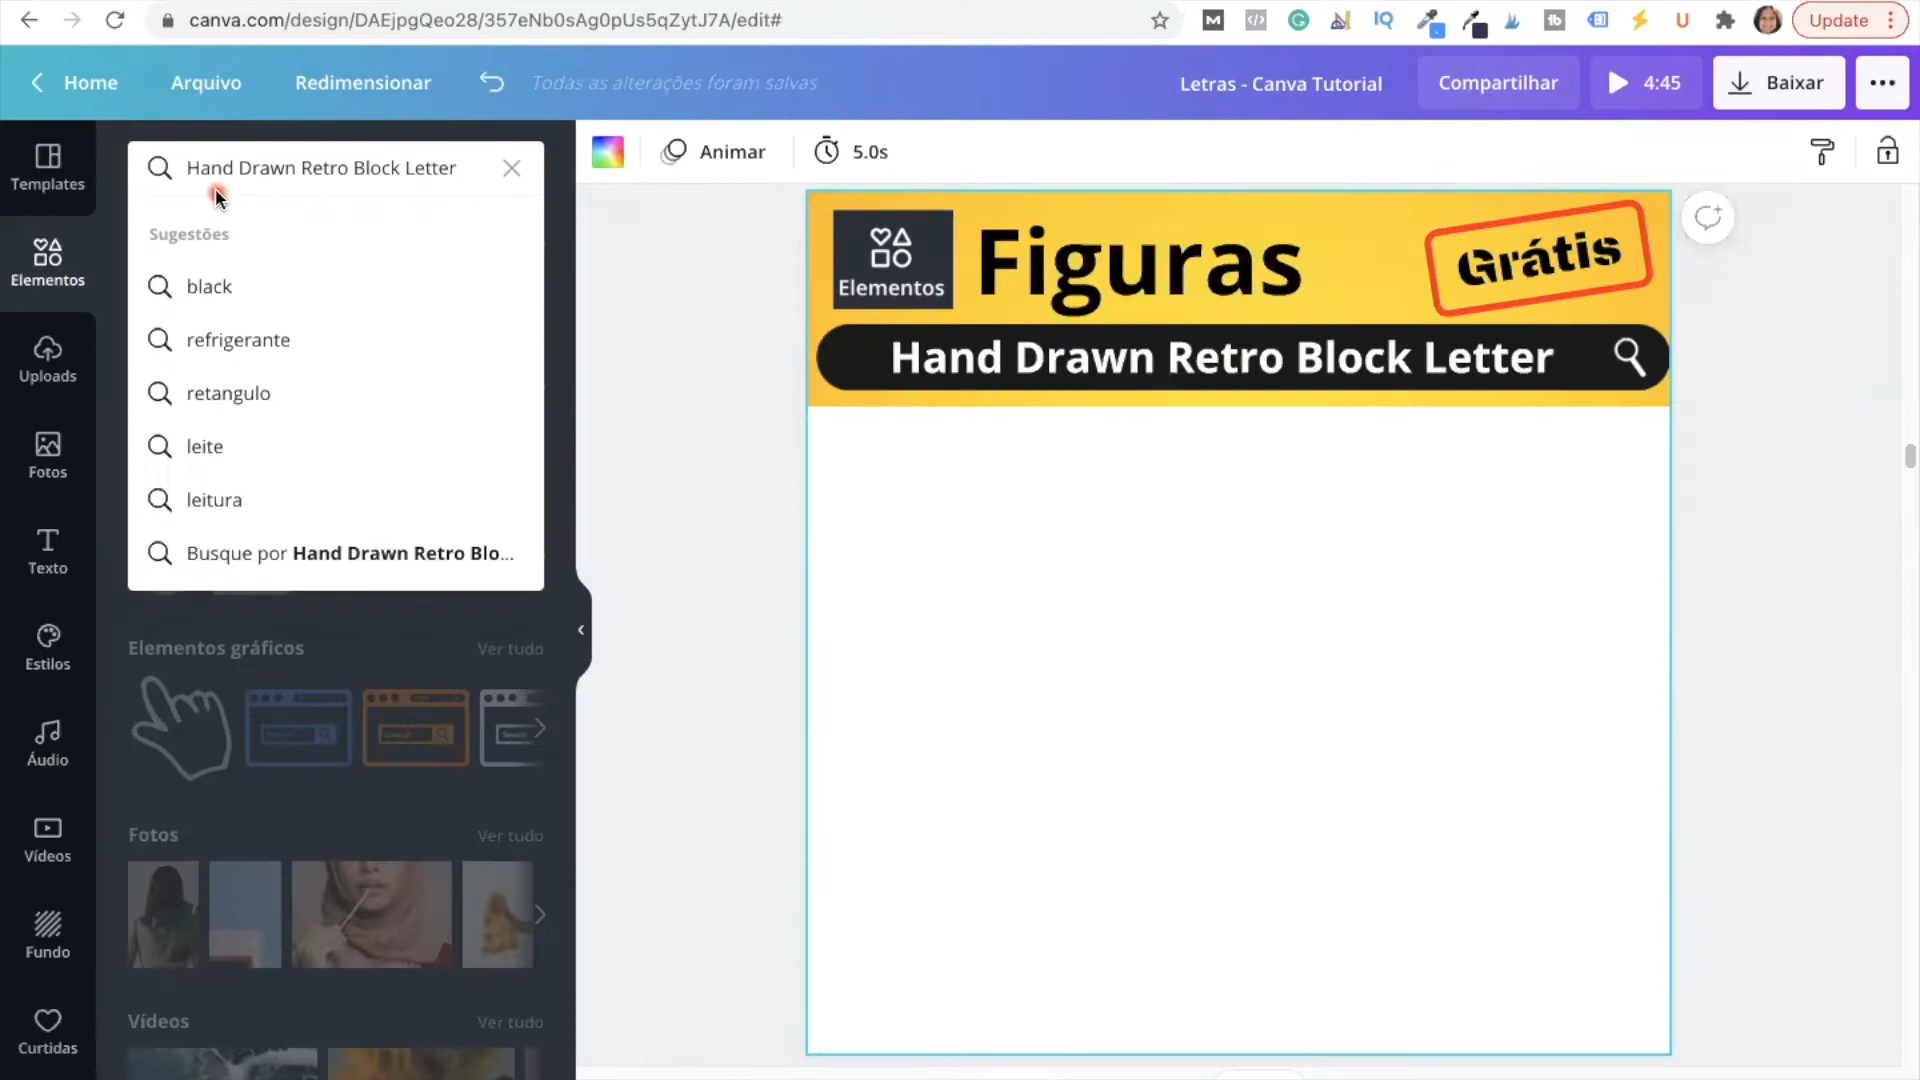 canva.com/design/DAEjpgQeo28/357eNb0sAg0pUs5qZytJ7A/edit#
Update
Home
Arquivo
Redimensionar
Todas as alterações foram salvas
Letras - Canva Tutorial
Compartilhar
4:45
Baixar
Templates
Elementos
Uploads
Fotos
Texto
Estilos
Áudio
Vídeos
Fundo
Curtidas
Hand Drawn Retro Block Letter
Sugestões
black
refrigerante
retangulo
leite
leitura
Busque por Hand Drawn Retro Blo...
Elementos gráficos
Ver tudo
Fotos
Ver tudo
Vídeos
Ver tudo
Animar
5.0s
Elementos
Figuras
Grátis
Hand Drawn Retro Block Letter